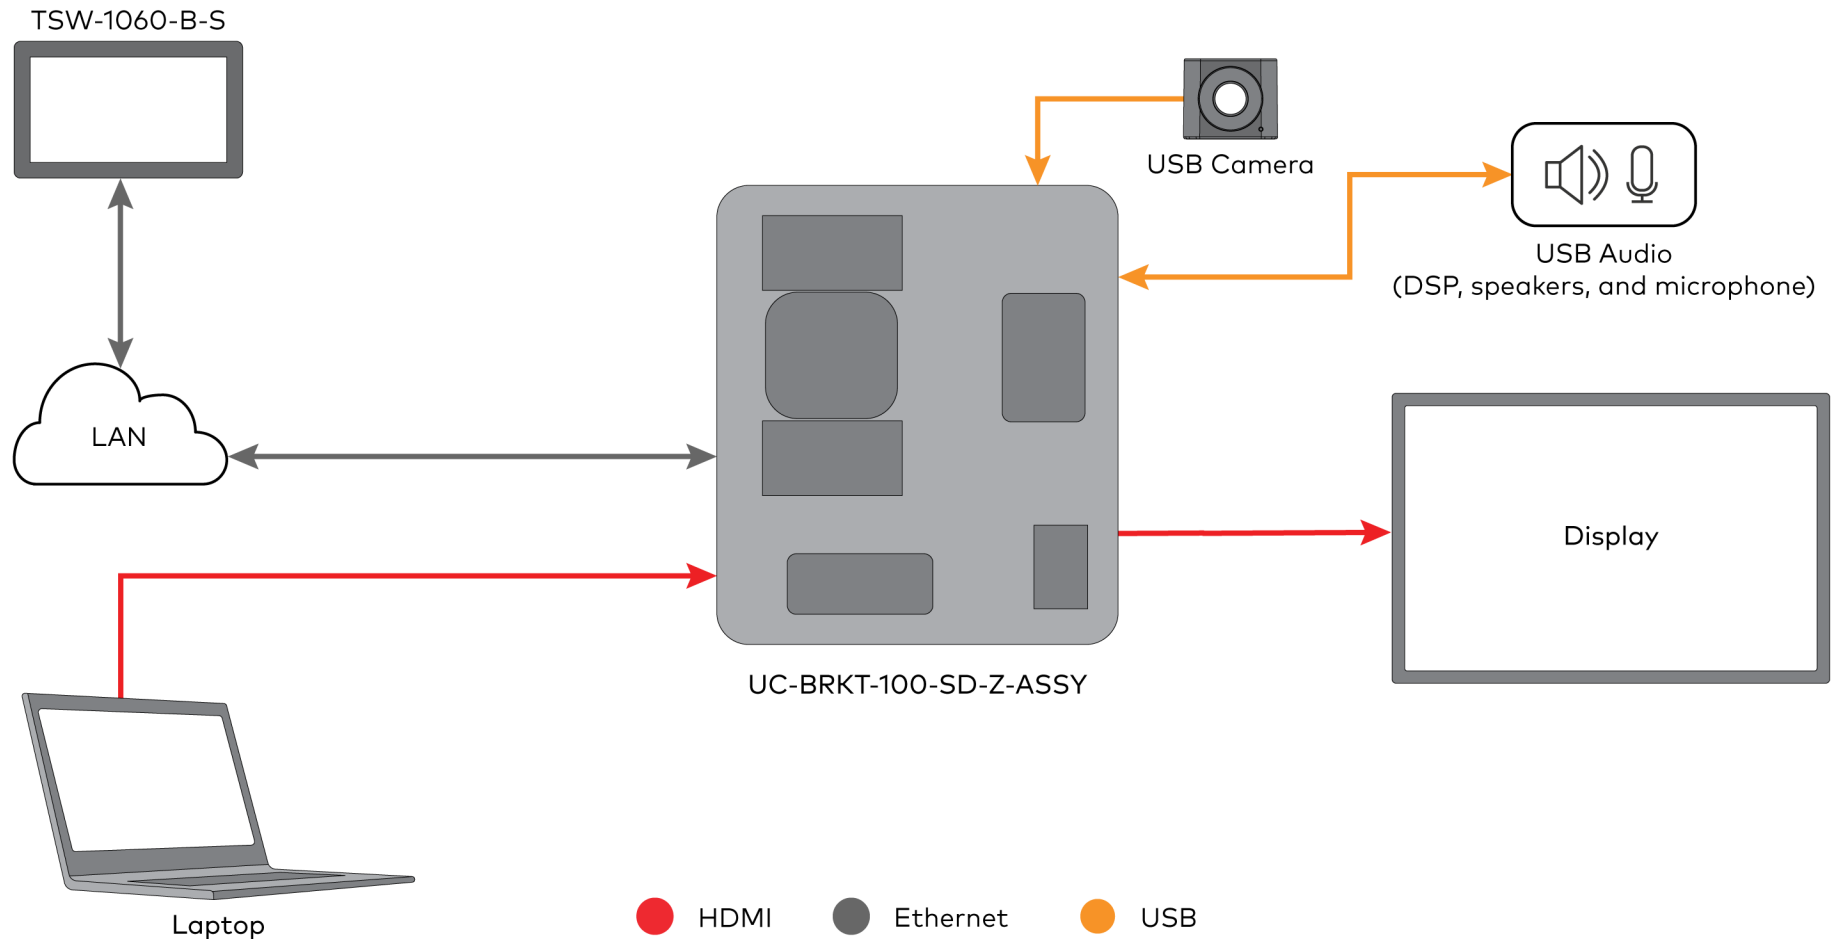 TSW-1060-B-S
USB Camera
USB Audio
(DSP, speakers, and microphone)
LAN
Display
UC-BRKT-100-SD-Z-ASSY
Laptop
HDMI
Ethernet
USB